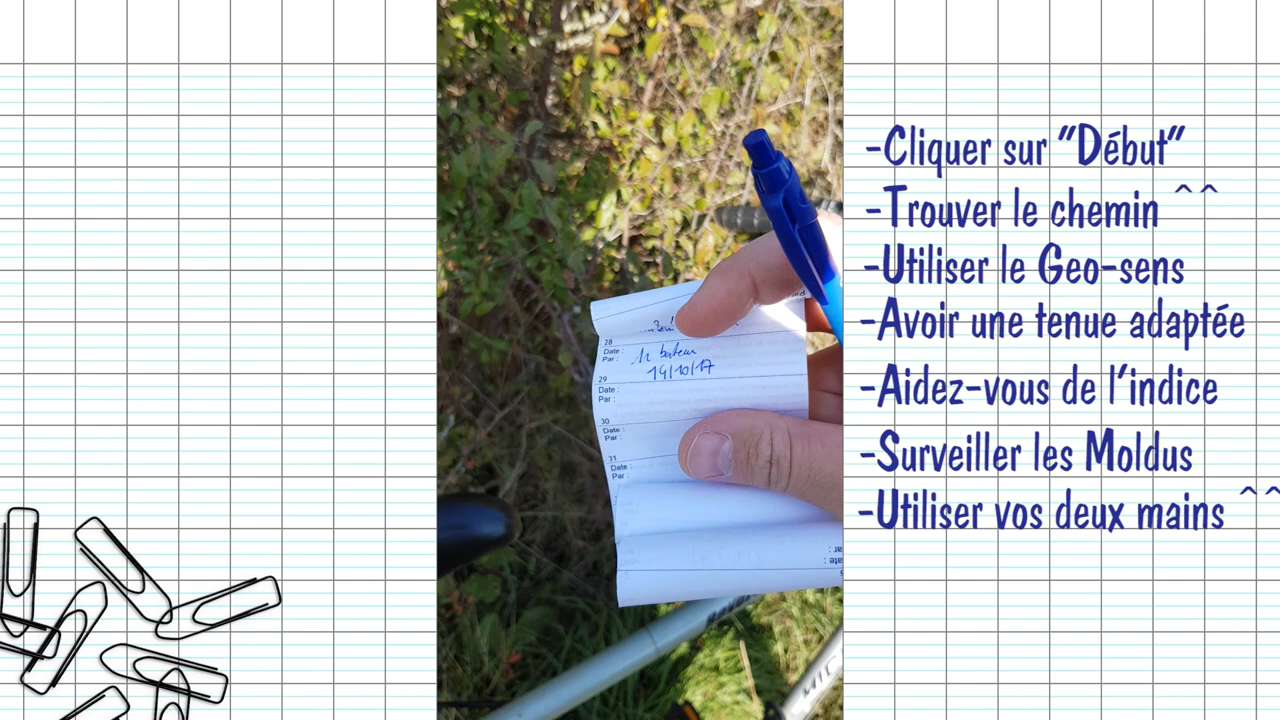 28
Date :
Par :
14/10/17
29
Date :
Par :
30
Date :
Par :
31
Date :
Par :
-Cliquer sur "Début"
-Trouver le chemin ^^
-Utiliser le Geo-sens
-Avoir une tenue adaptée
-Aidez-vous de l'indice
-Surveiller les Moldus
-Utiliser vos deux mains ^^